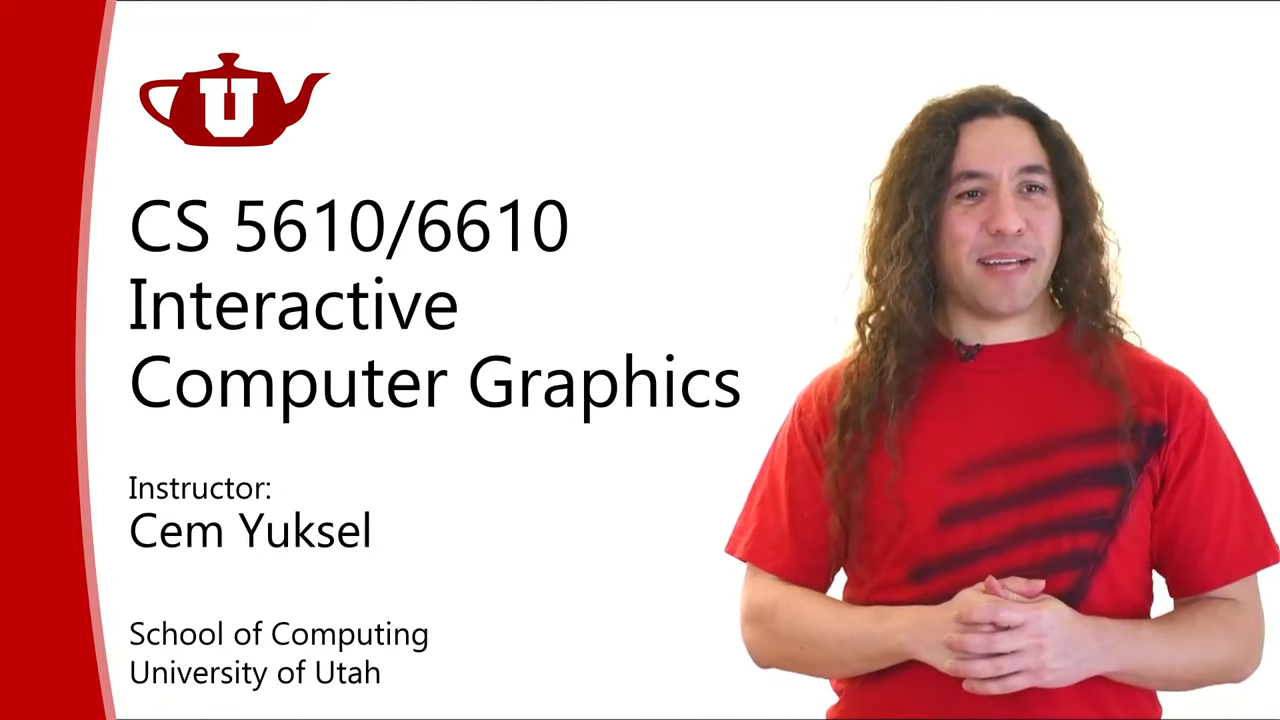 U
CS 5610/6610
Interactive
Computer Graphics
Instructor:
Cem Yuksel
School of Computing
University of Utah